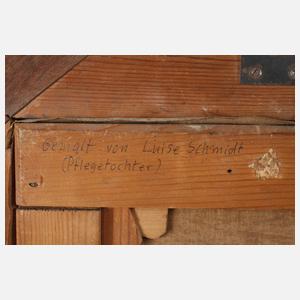 Gemalt von Luise Schmidt
(Pflegetochter)